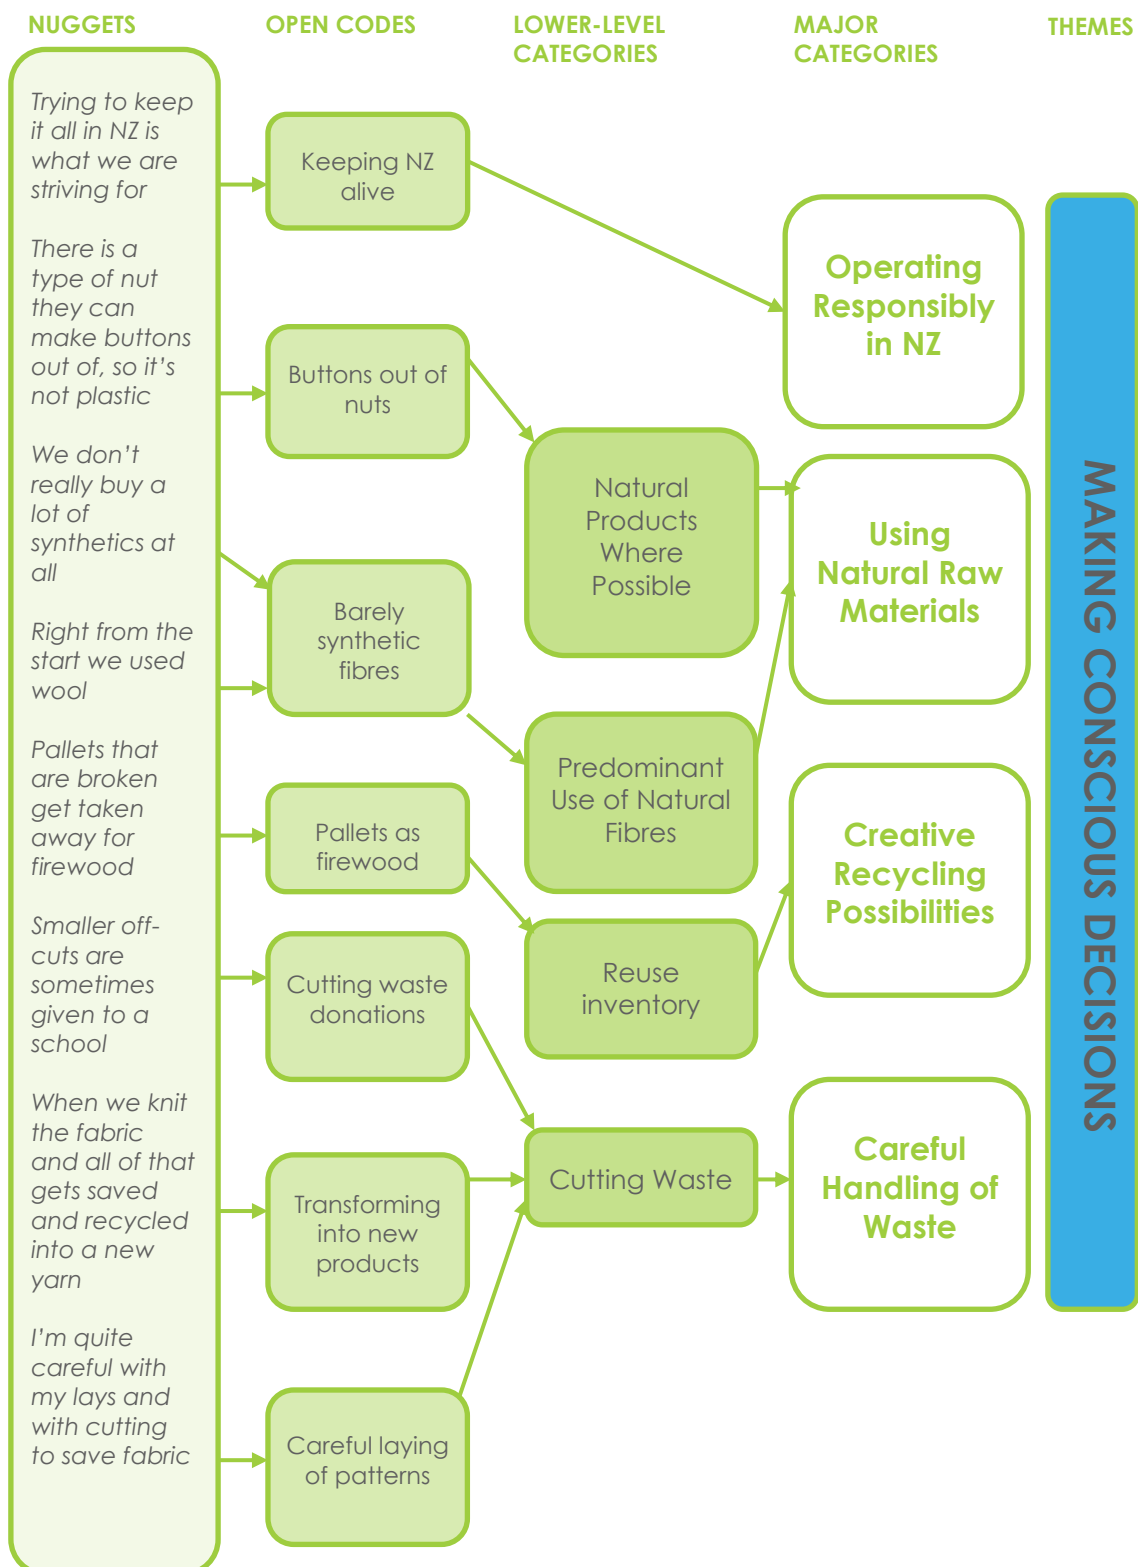 NUGGETS
OPEN CODES
LOWER-LEVEL
CATEGORIES
MAJOR
CATEGORIES
THEMES
Trying to keep
it all in NZ is
what we are
striving for
There is a
type of nut
they can
make buttons
out of, so it's
not plastic
We don't
really buy a
lot of
synthetics at
all
Right from the
start we used
wool
Pallets that
are broken
get taken
away for
firewood
Smaller off-
cuts are
sometimes
given to a
school
When we knit
the fabric
and all of that
gets saved
and recycled
into a new
yarn
I'm quite
careful with
my lays and
with cutting
to save fabric
Keeping NZ
alive
Buttons out of
nuts
Barely
synthetic
fibres
Pallets as
firewood
Cutting waste
donations
Transforming
into new
products
Careful laying
of patterns
Natural
Products
Where
Possible
Predominant
Use of Natural
Fibres
Reuse
inventory
Cutting Waste
Operating
Responsibly
in NZ
Using
Natural Raw
Materials
Creative
Recycling
Possibilities
Careful
Handling of
Waste
MAKING CONSCIOUS DECISIONS